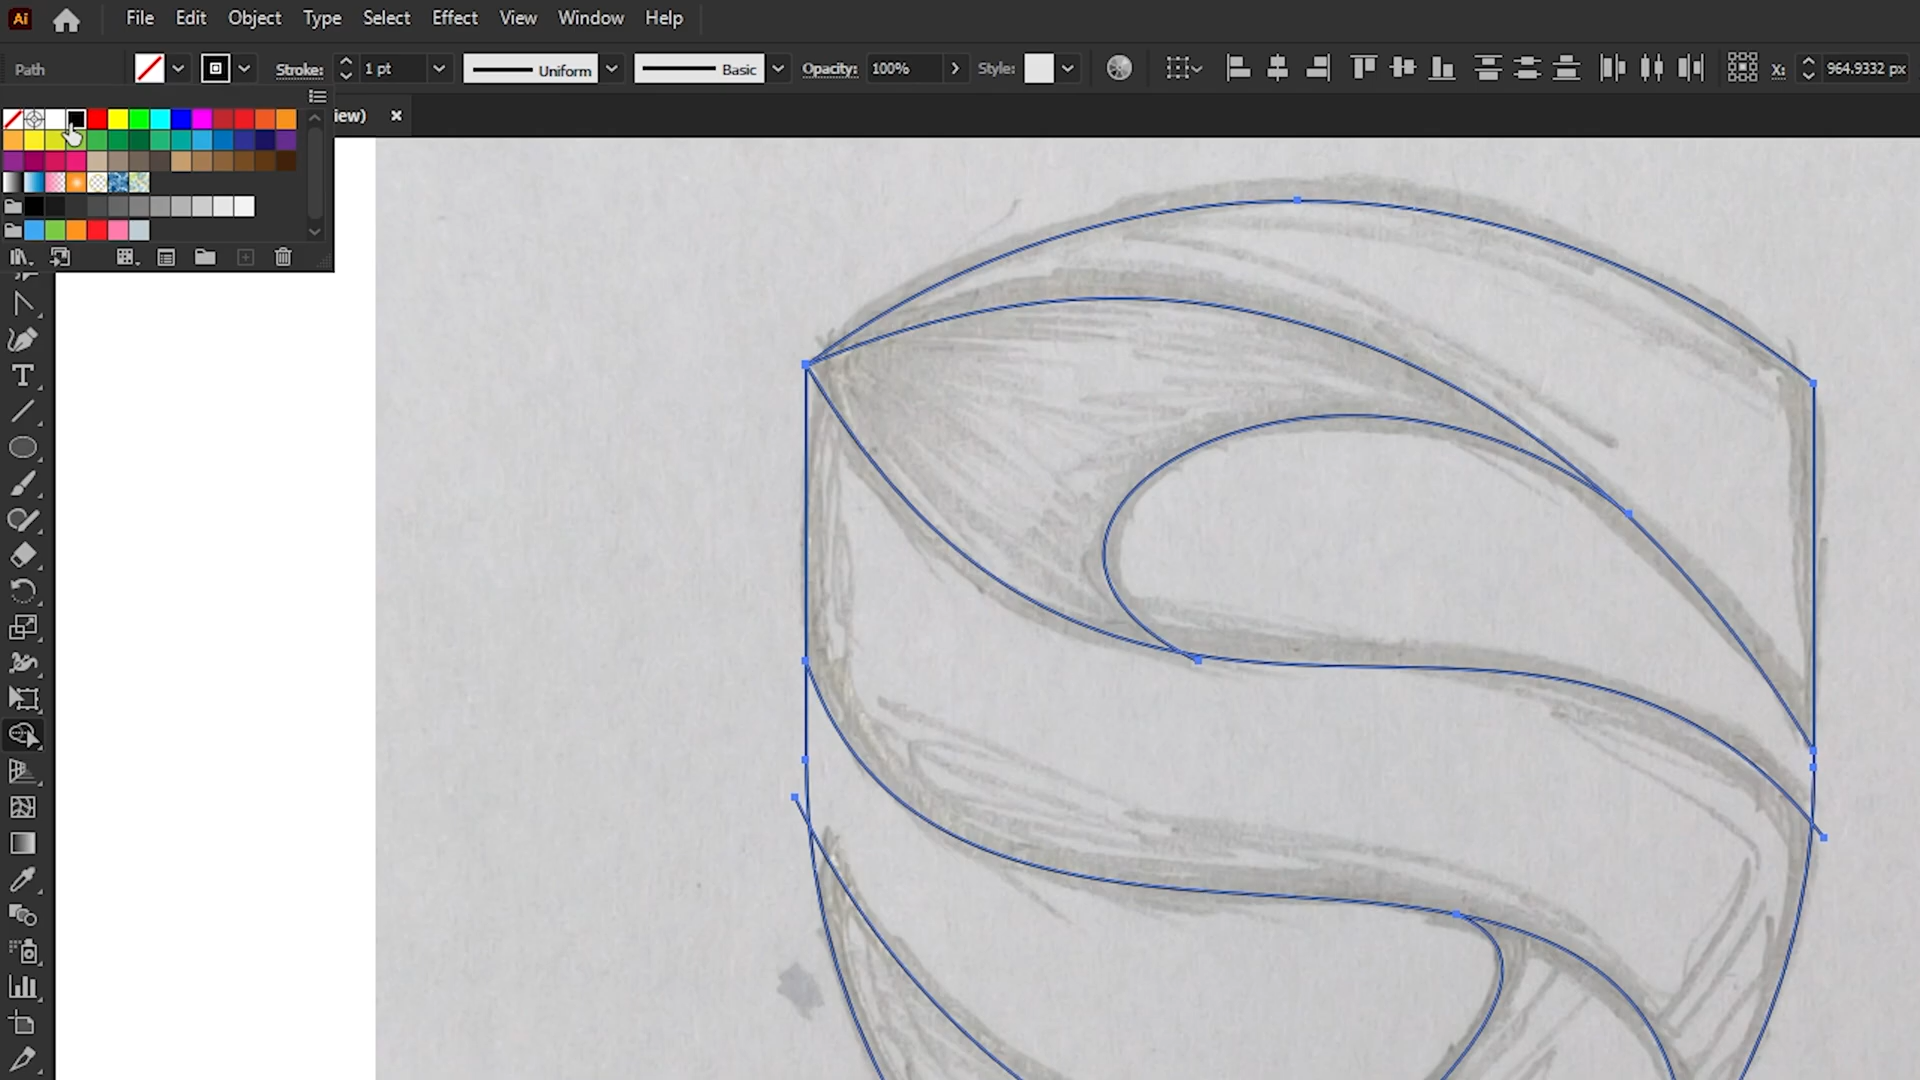 Ai File Edit Object Type Select Effect View Window Help
Path Stroke: 1 pt Uniform Basic Opacity: 100% Style: X: 964.9332 px
iew) ×
T